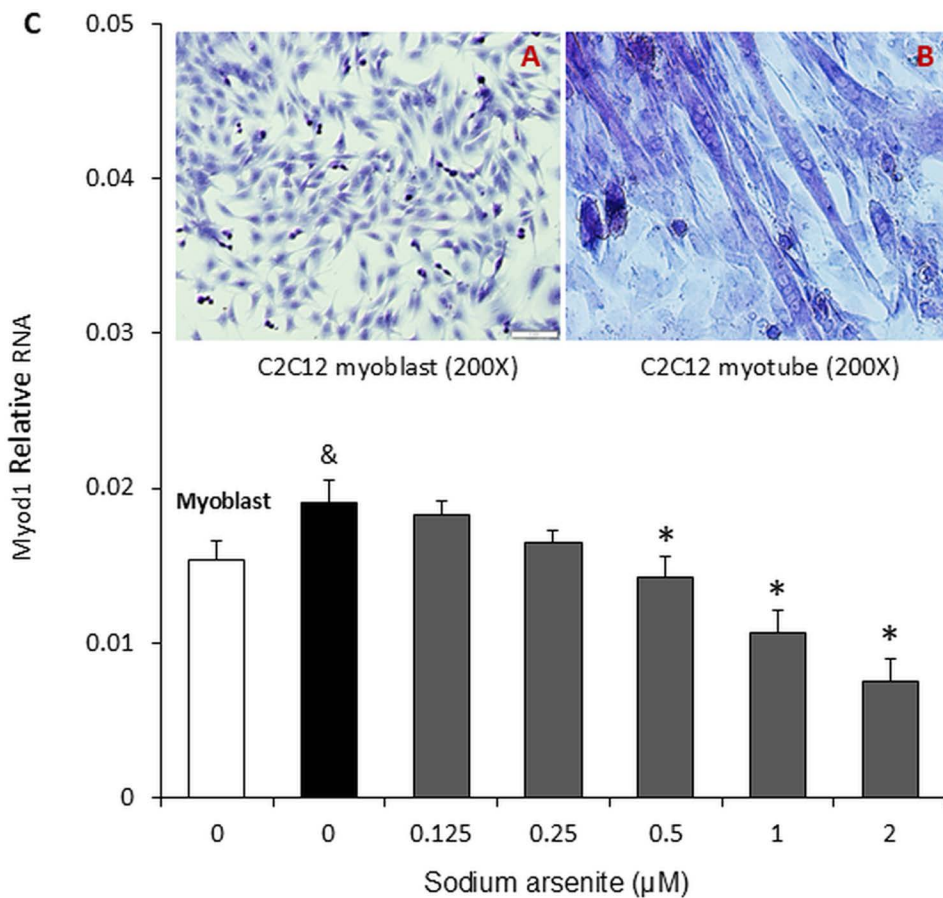 C
0.05
A
B
0.04
0.03
C2C12 myoblast (200X)
C2C12 myotube (200X)
&
0.02
Myoblast
*
*
*
0.01
0
Myod1 Relative RNA
0 0 0.125 0.25 0.5 1 2
Sodium arsenite (µM)